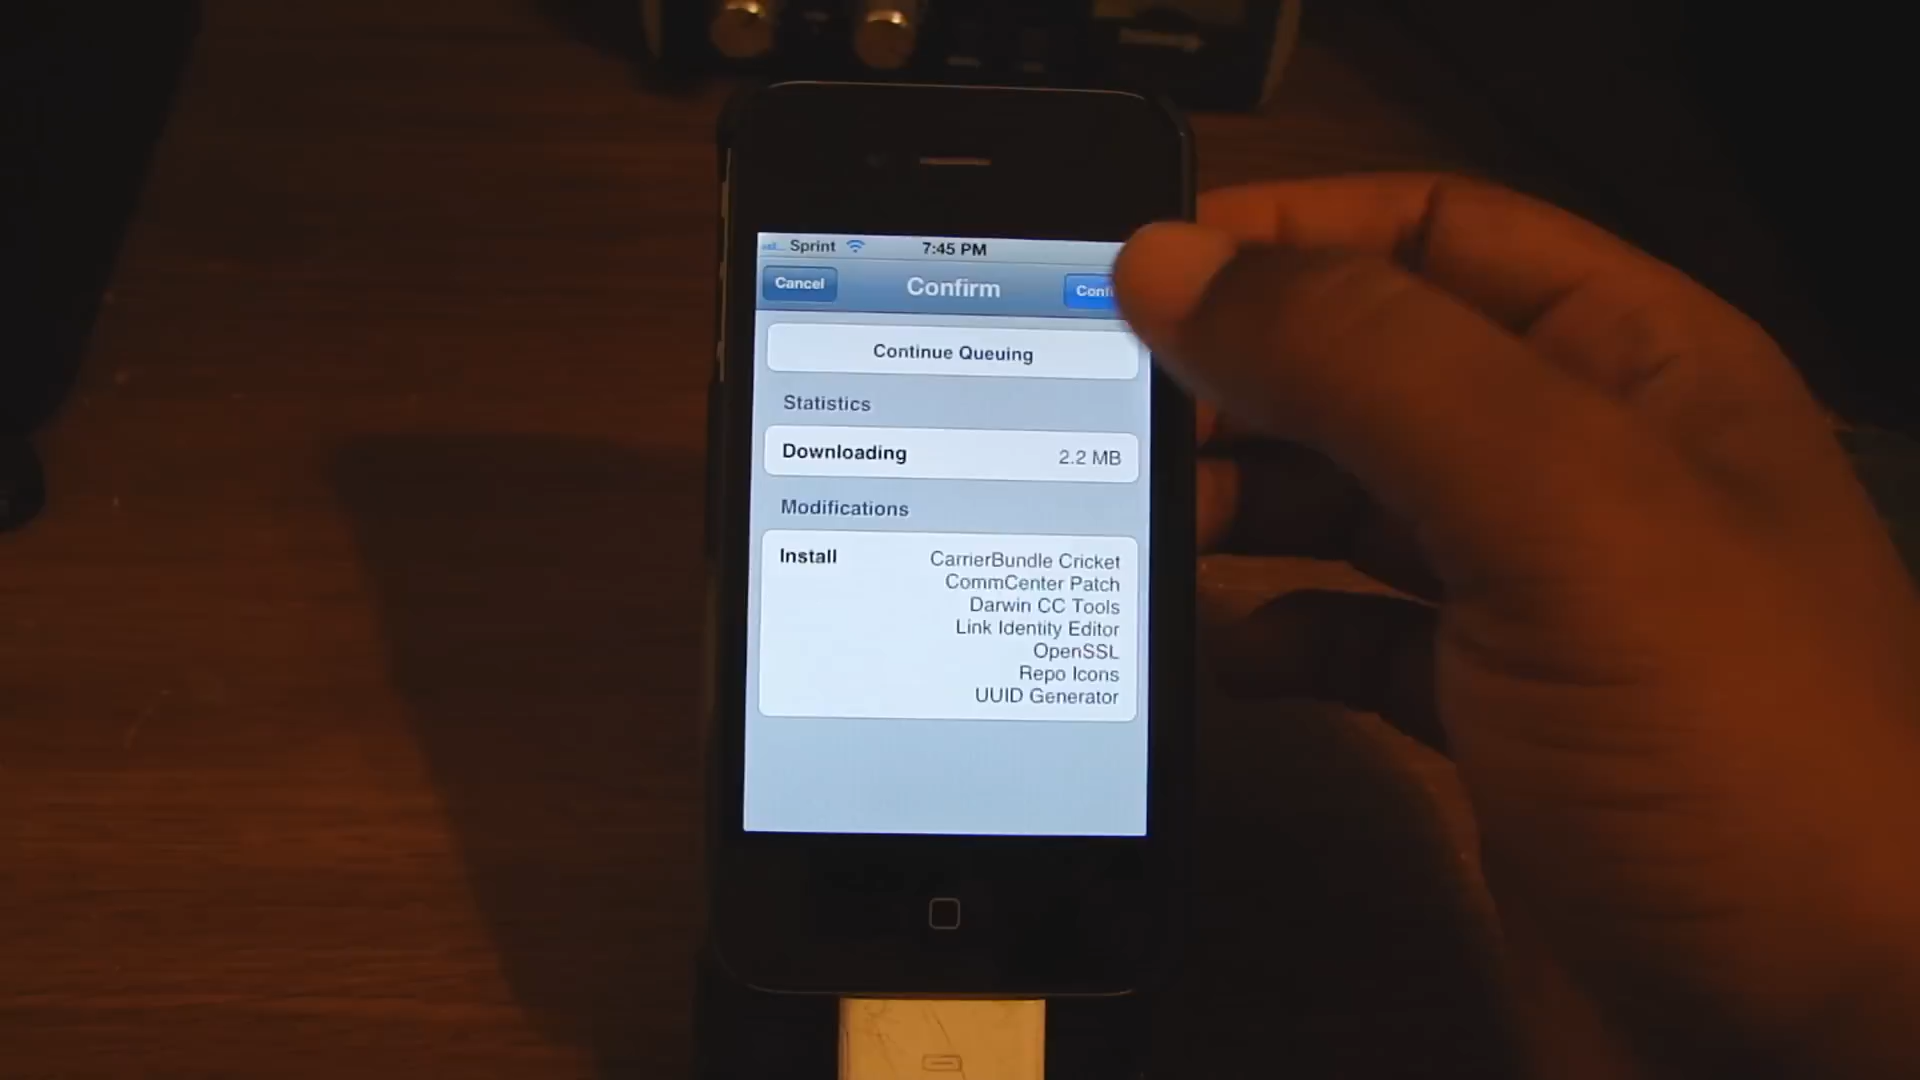 Sprint 7:45 PM
Cancel Confirm
Continue Queuing
Statistics
Downloading 2.2 MB
Modifications
Install CarrierBundle Cricket
CommCenter Patch
Darwin CC Tools
Link Identity Editor
OpenSSL
Repo Icons
UUID Generator